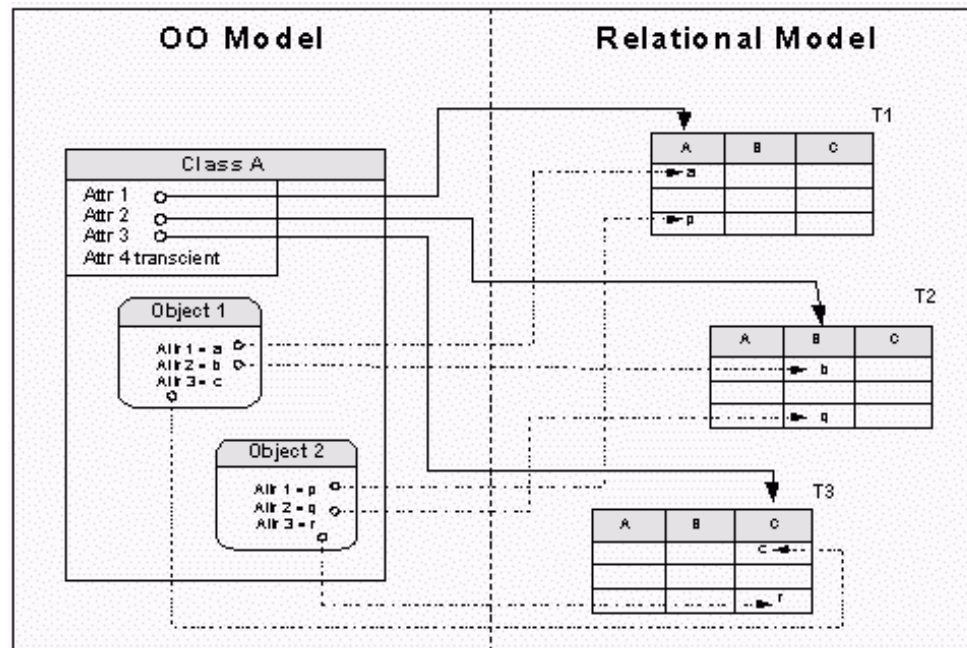 OO Model
Relational Model
Class A
Attr 1
Attr 2
Attr 3
Attr 4 transcient
Object 1
Attr 1 = a
Attr 2 = b
Attr 3 = c
Object 2
Attr 1 = p
Attr 2 = q
Attr 3 = r
T1
A B C
a
p
T2
A B C
b
q
T3
A B C
c
r